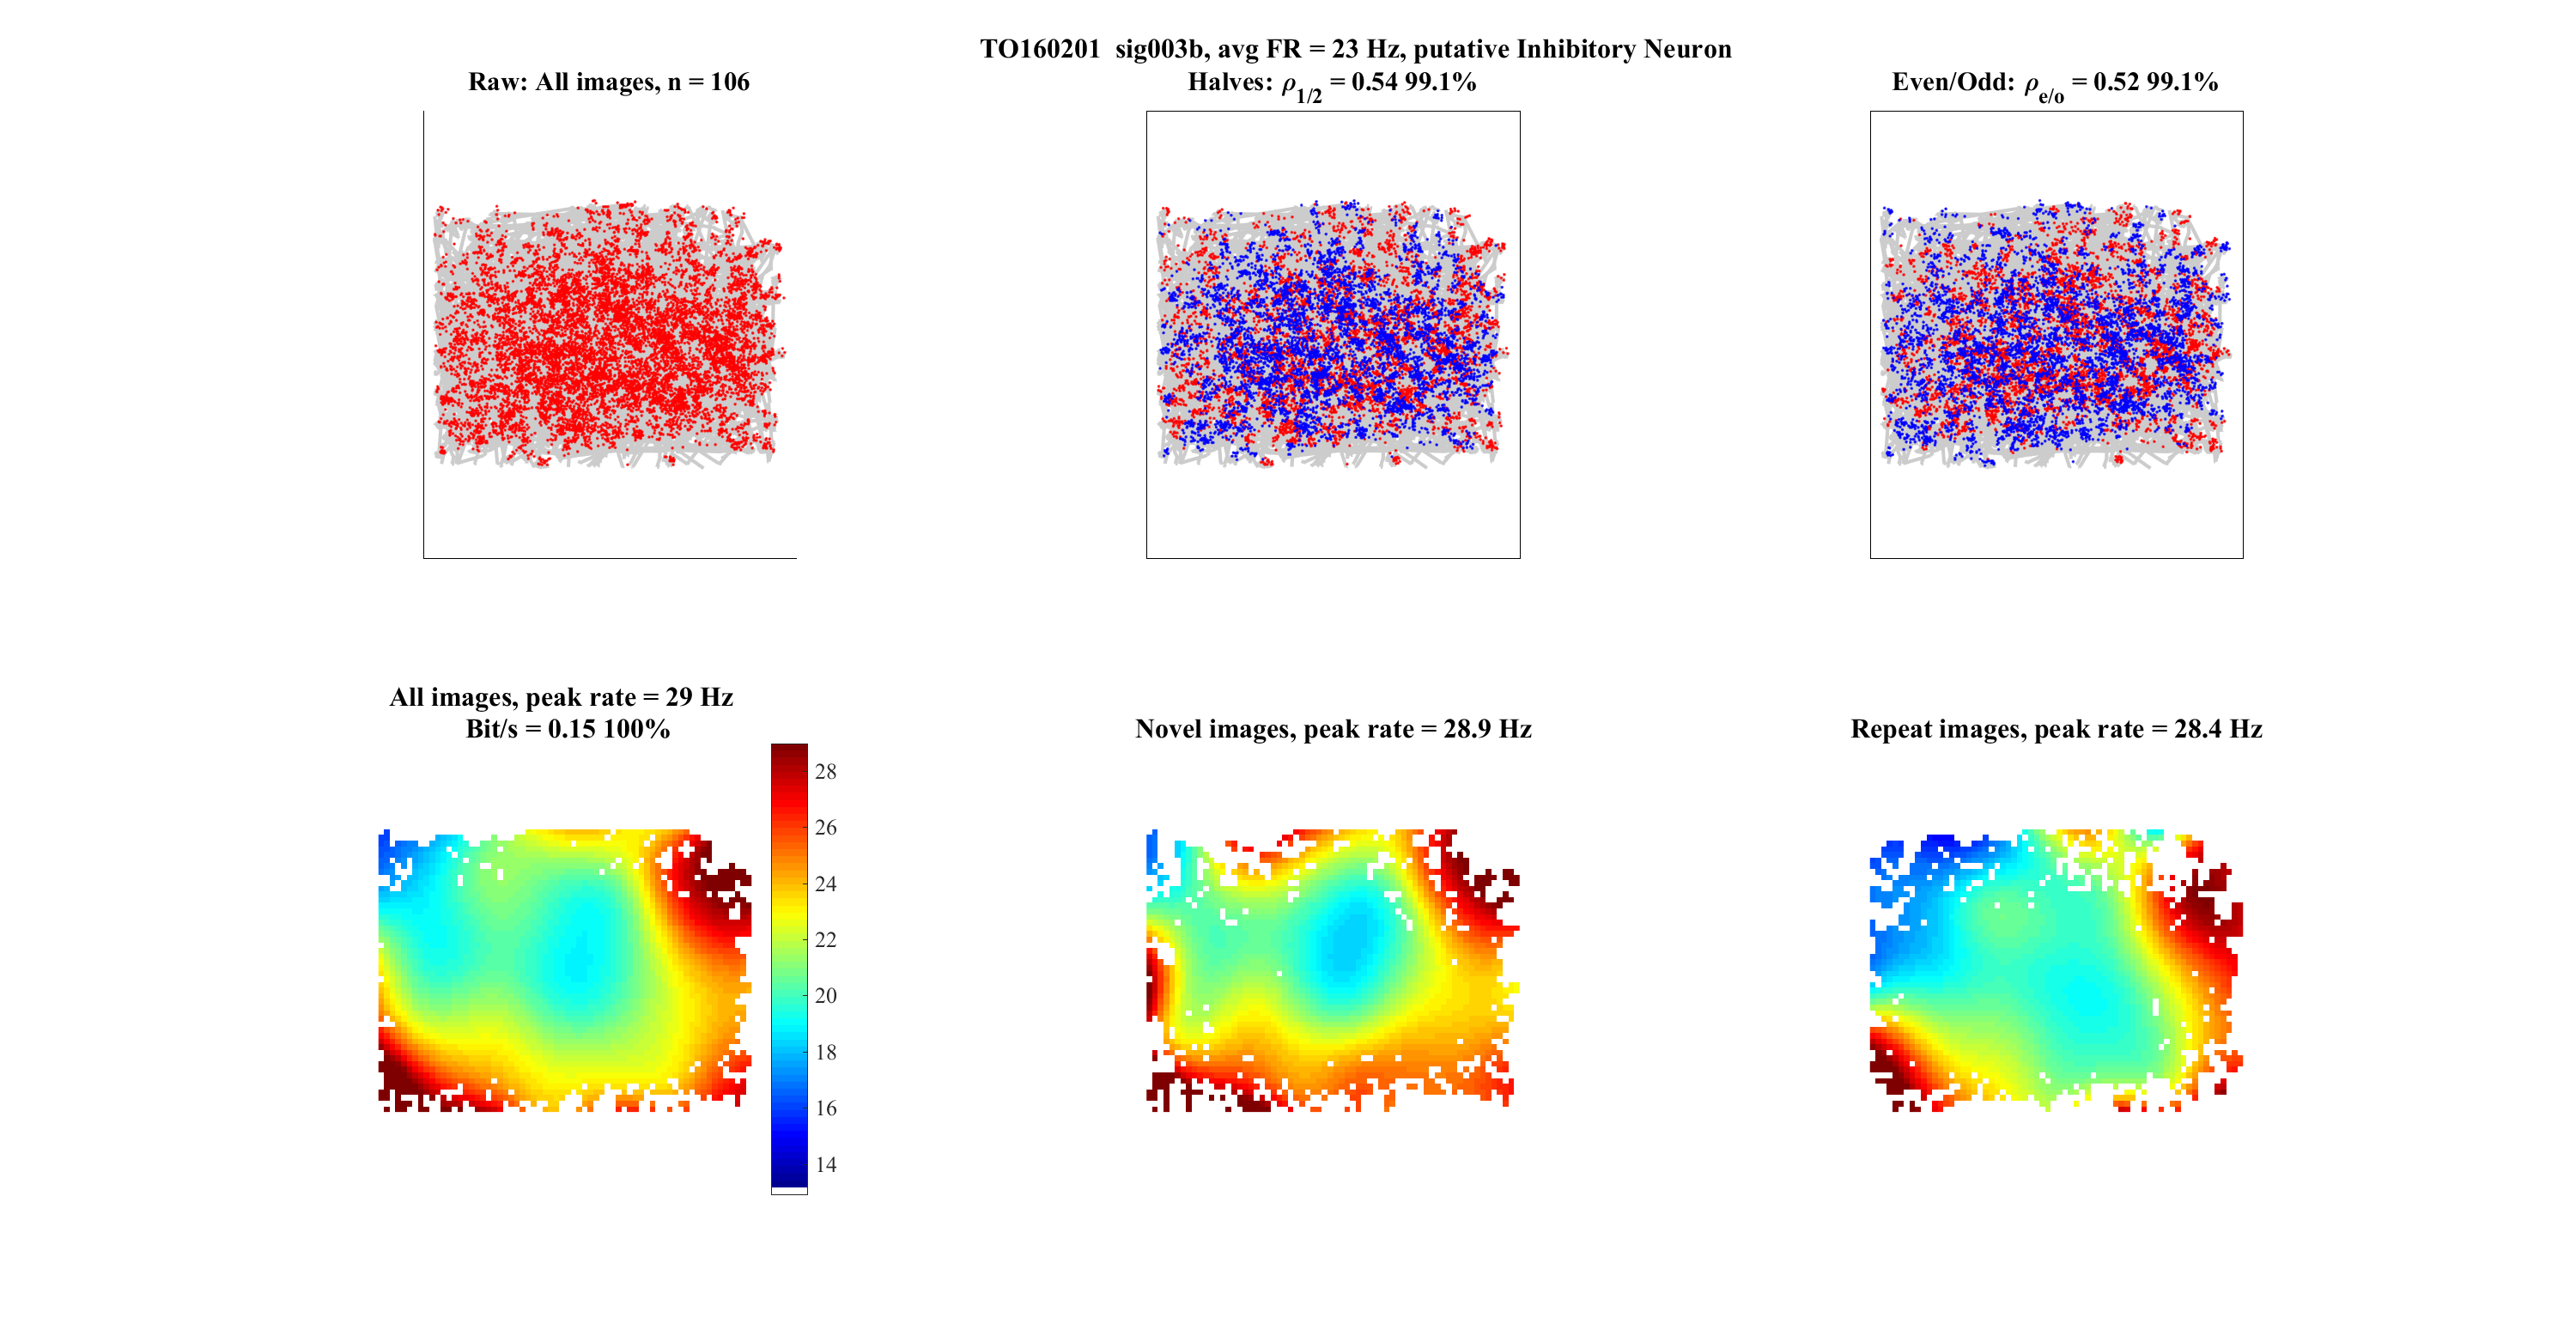 TO160201 sig003b, avg FR = 23 Hz, putative Inhibitory Neuron
Raw: All images, n = 106
Halves: ρ1/2 = 0.54 99.1%
Even/Odd: ρe/o = 0.52 99.1%
All images, peak rate = 29 Hz
Bit/s = 0.15 100%
Novel images, peak rate = 28.9 Hz
Repeat images, peak rate = 28.4 Hz
28
26
24
22
20
18
16
14